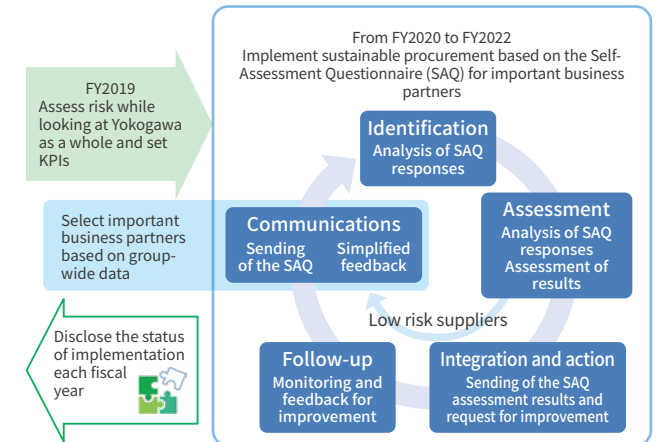 From FY2020 to FY2022
Implement sustainable procurement based on the Self-
Assessment Questionnaire (SAQ) for important business
partners
FY2019
Assess risk while
looking at Yokogawa
as a whole and set
KPIs
Identification
Analysis of SAQ
responses
Assessment
Analysis of SAQ
responses
Assessment of
results
Select important
business partners
based on group-
wide data
Communications
Sending
of the SAQ
Simplified
feedback
Low risk suppliers
Disclose the status
of implementation
each fiscal
year
Follow-up
Monitoring and
feedback for
improvement
Integration and action
Sending of the SAQ
assessment results and
request for improvement